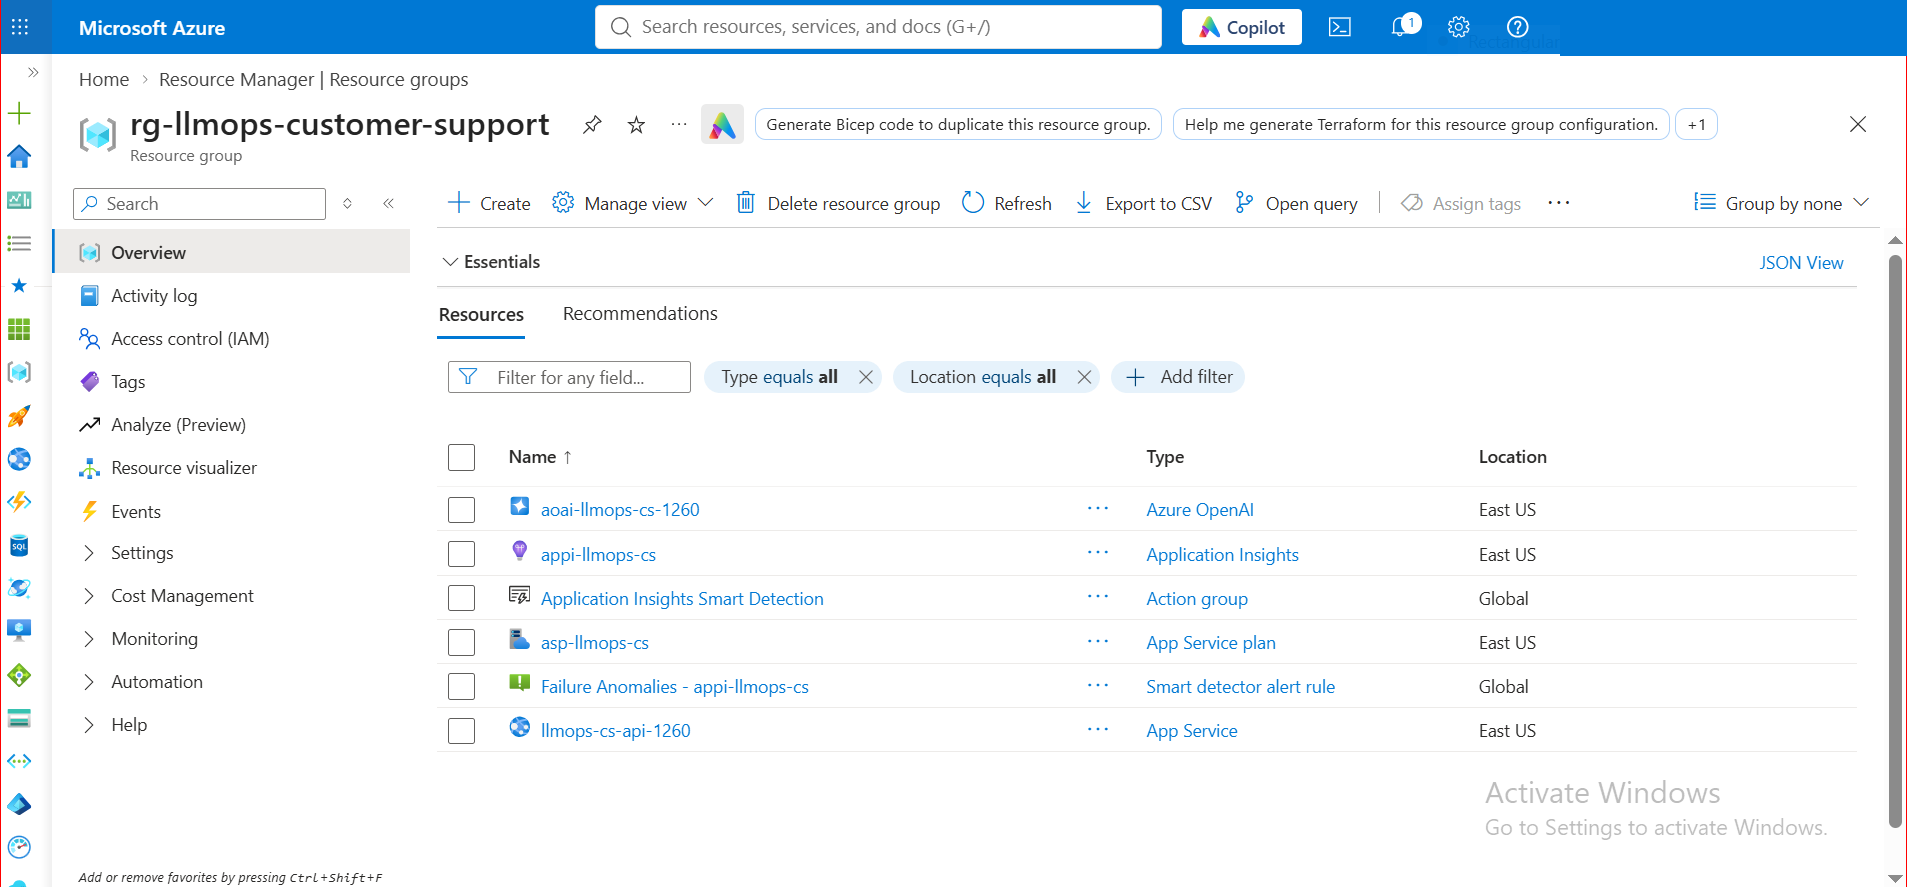 Microsoft Azure
Search resources, services, and docs (G+/)
Copilot
1
Home > Resource Manager | Resource groups
rg-llmops-customer-support
Resource group
Generate Bicep code to duplicate this resource group.
Help me generate Terraform for this resource group configuration.
+1
Search
Create
Manage view
Delete resource group
Refresh
Export to CSV
Open query
Assign tags
Group by none
Overview
Activity log
Access control (IAM)
Tags
Analyze (Preview)
Resource visualizer
Events
Settings
Cost Management
Monitoring
Automation
Help
Add or remove favorites by pressing Ctrl+Shift+F
Essentials
JSON View
Resources
Recommendations
Filter for any field...
Type equals all
Location equals all
Add filter
Name ↑ Type Location
aoai-llmops-cs-1260 ... Azure OpenAI East US
appi-llmops-cs ... Application Insights East US
Application Insights Smart Detection ... Action group Global
asp-llmops-cs ... App Service plan East US
Failure Anomalies - appi-llmops-cs ... Smart detector alert rule Global
llmops-cs-api-1260 ... App Service East US
Activate Windows
Go to Settings to activate Windows.
SQL